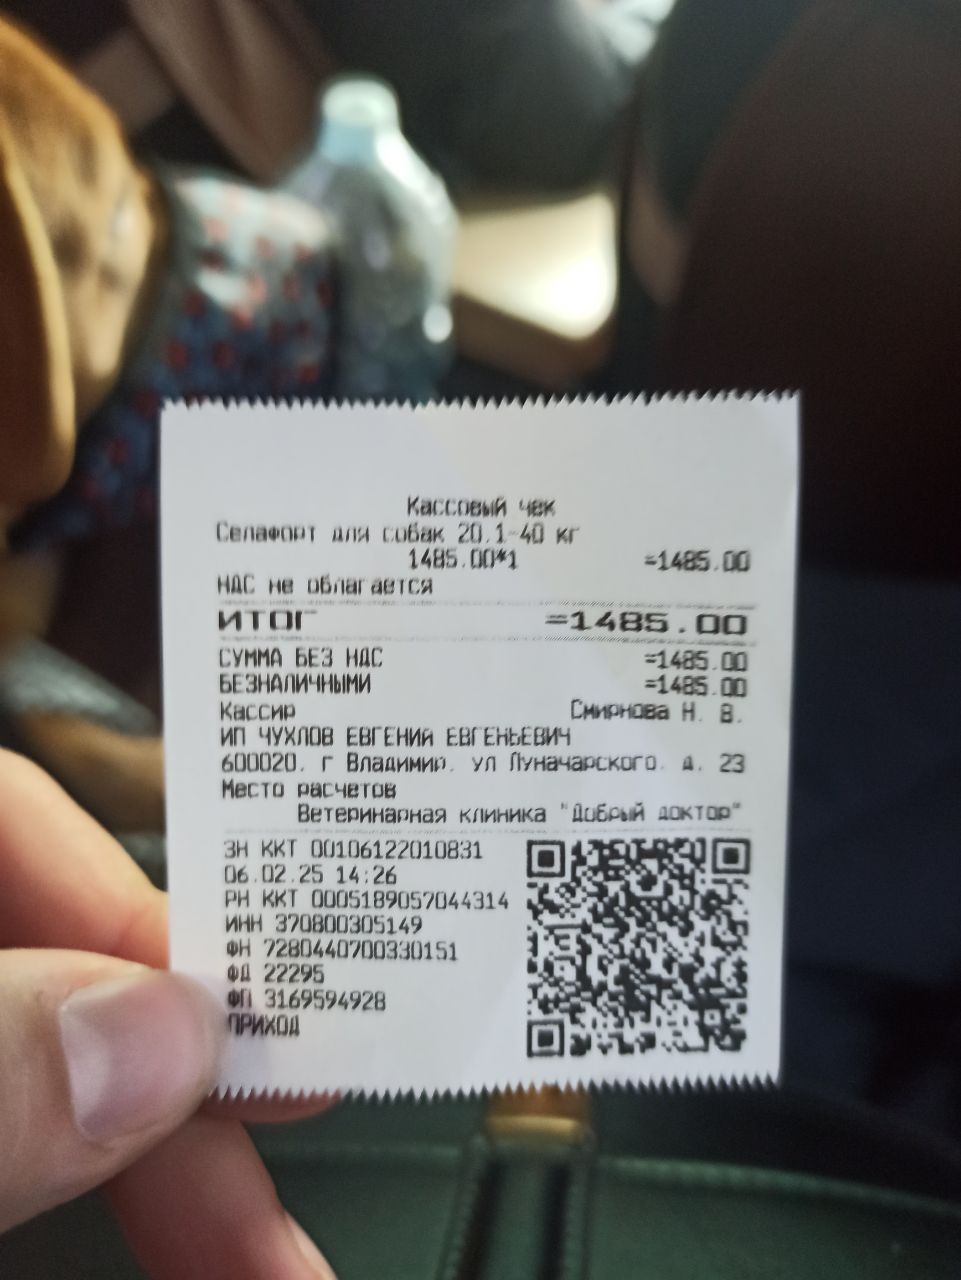 Кассовый чек
Селафорт для собак 20.1-40 кг
1485.00*1 =1485.00
НДС не облагается
ИТОГ =1485.00
СУММА БЕЗ НДС =1485.00
БЕЗНАЛИЧНЫМИ =1485.00
Кассир Смирнова Н. В.
ИП ЧУХЛОВ ЕВГЕНИЙ ЕВГЕНЬЕВИЧ
600020, г Владимир, ул Луначарского, д. 23
Место расчетов
Ветеринарная клиника "Добрый доктор"
ЗН ККТ 00106122010831
06.02.25 14:26
РН ККТ 0005189057044314
ИНН 370800305149
ФН 7280440700330151
ФД 22295
ФП 3169594928
ПРИХОД